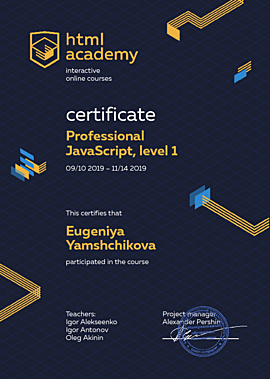 html
academy
interactive
online courses
certificate
Professional
JavaScript, level 1
09/10 2019 – 11/14 2019
This certifies that
Eugeniya
Yamshchikova
participated in the course
Teachers:
Igor Alekseenko
Igor Antonov
Oleg Akinin
Project manager
Alexander Pershin